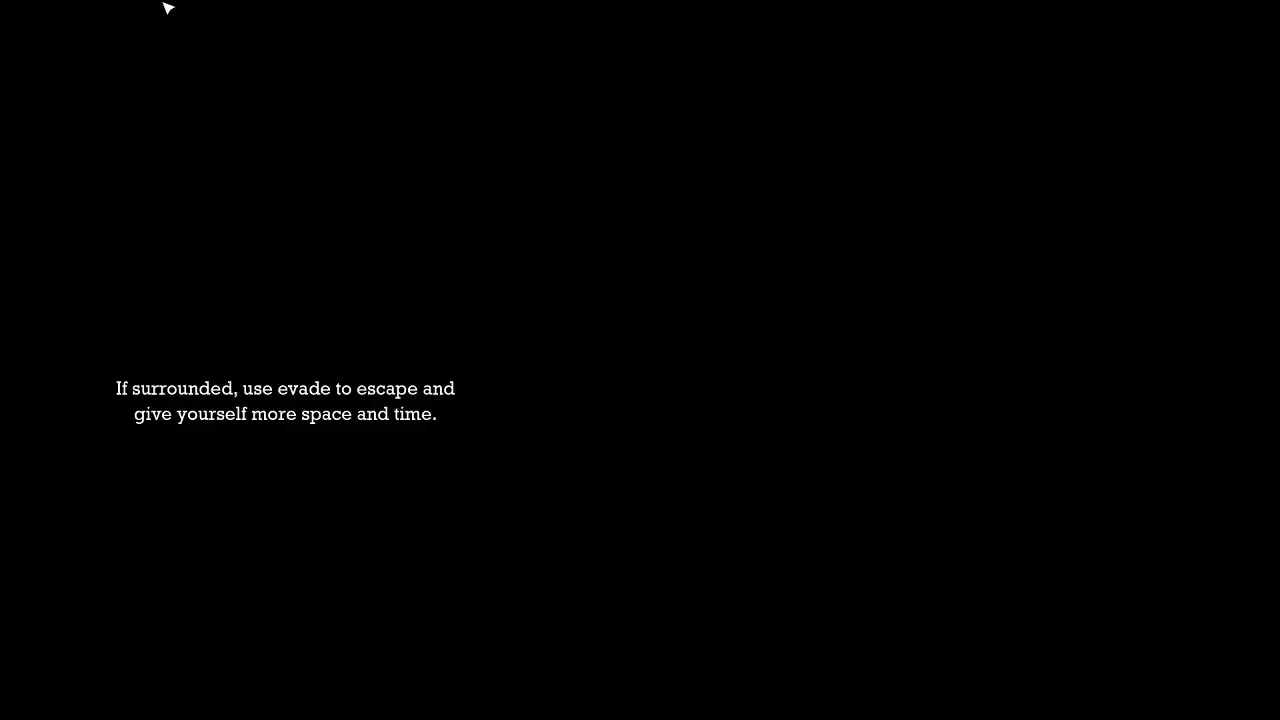 If surrounded, use evade to escape and
give yourself more space and time.